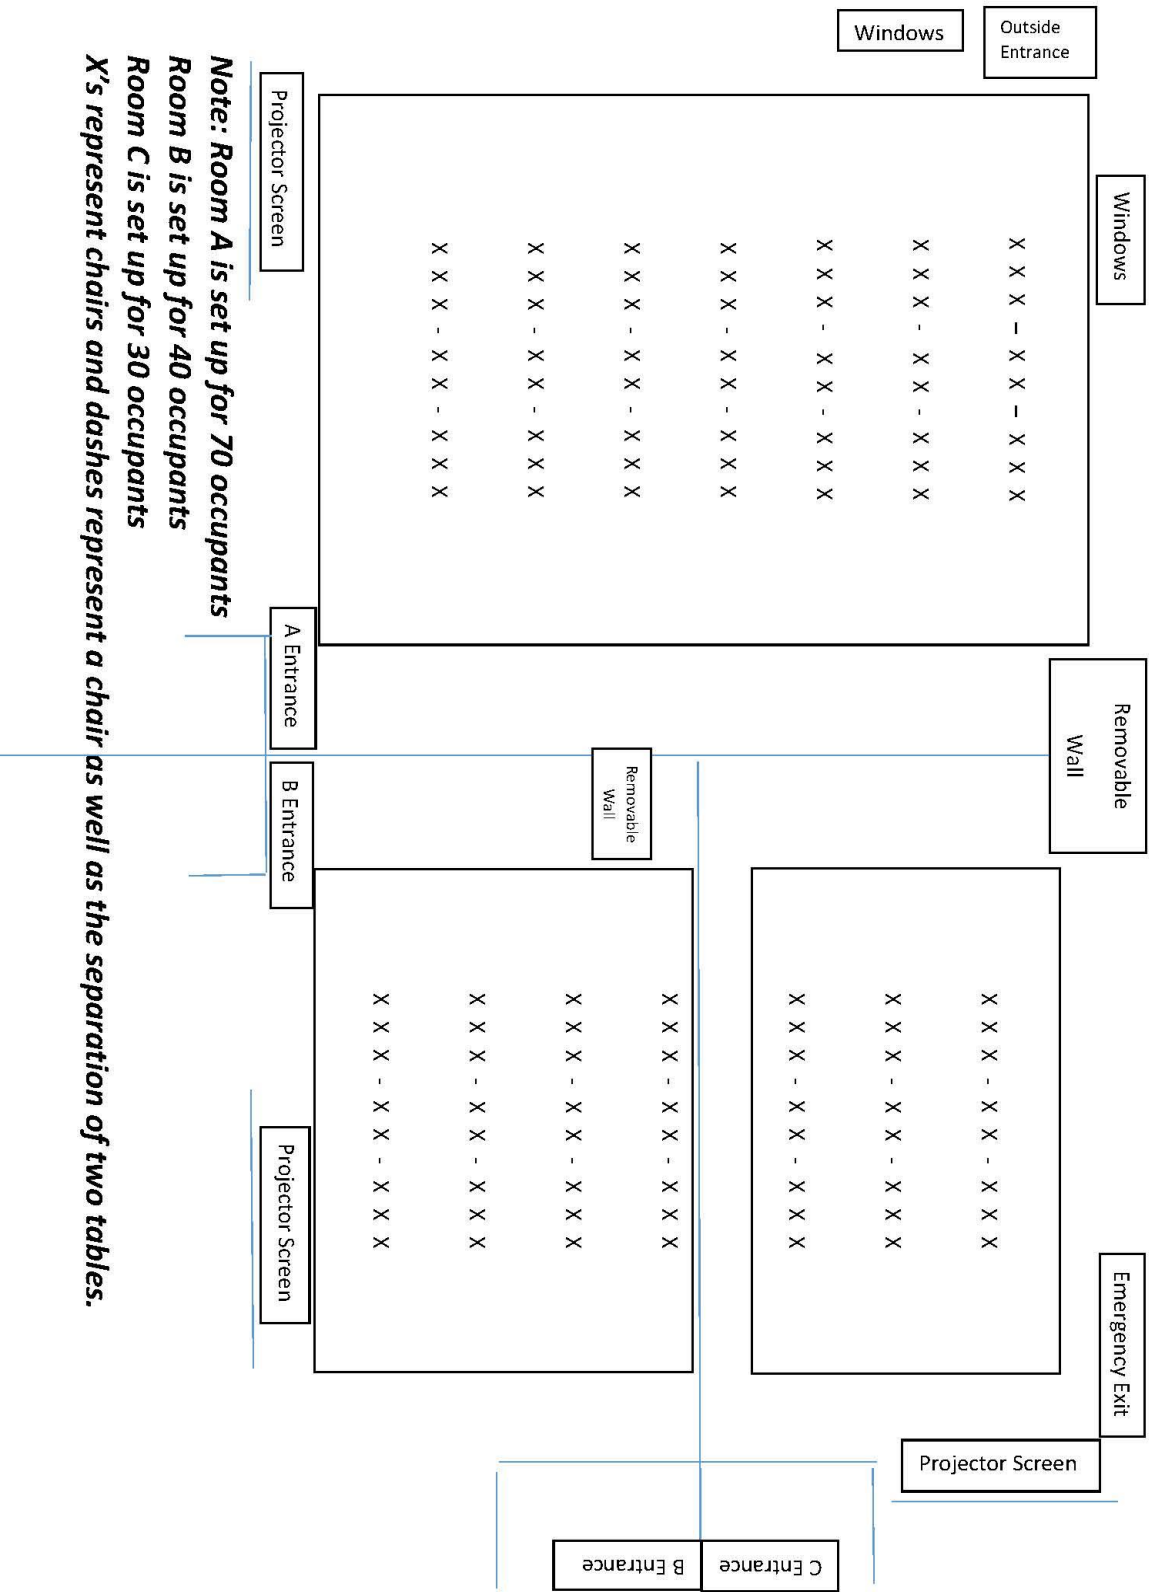 Outside
Entrance
Windows
Windows
Removable
Wall
Emergency Exit
Projector Screen
X X X – X X – X X X
X X X - X X - X X X
X X X - X X - X X X
X X X - X X - X X X
X X X - X X - X X X
X X X - X X - X X X
X X X - X X - X X X
X X X - X X - X X X
X X X - X X - X X X
X X X - X X - X X X
C Entrance
B Entrance
Removable
Wall
X X X - X X - X X X
X X X - X X - X X X
X X X - X X - X X X
X X X - X X - X X X
Projector Screen
A Entrance
B Entrance
Projector Screen
Note: Room A is set up for 70 occupants
Room B is set up for 40 occupants
Room C is set up for 30 occupants
X's represent chairs and dashes represent a chair as well as the separation of two tables.